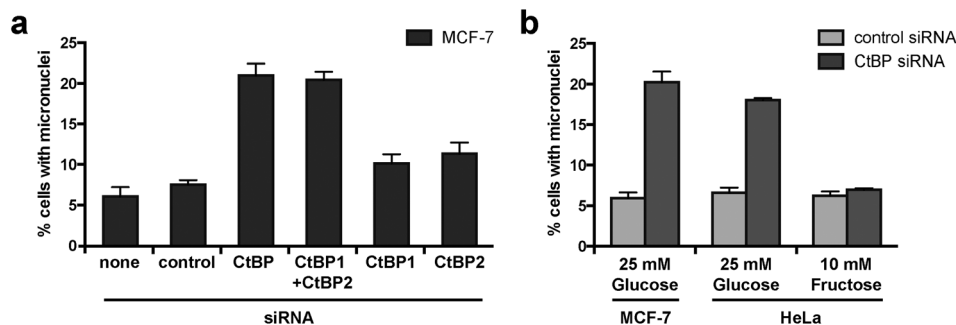 a
MCF-7
% cells with micronuclei
25
20
15
10
5
0
none control CtBP CtBP1 CtBP1 CtBP2
+CtBP2
siRNA
b
control siRNA
CtBP siRNA
% cells with micronuclei
25
20
15
10
5
0
25 mM 25 mM 10 mM
Glucose Glucose Fructose
MCF-7 HeLa